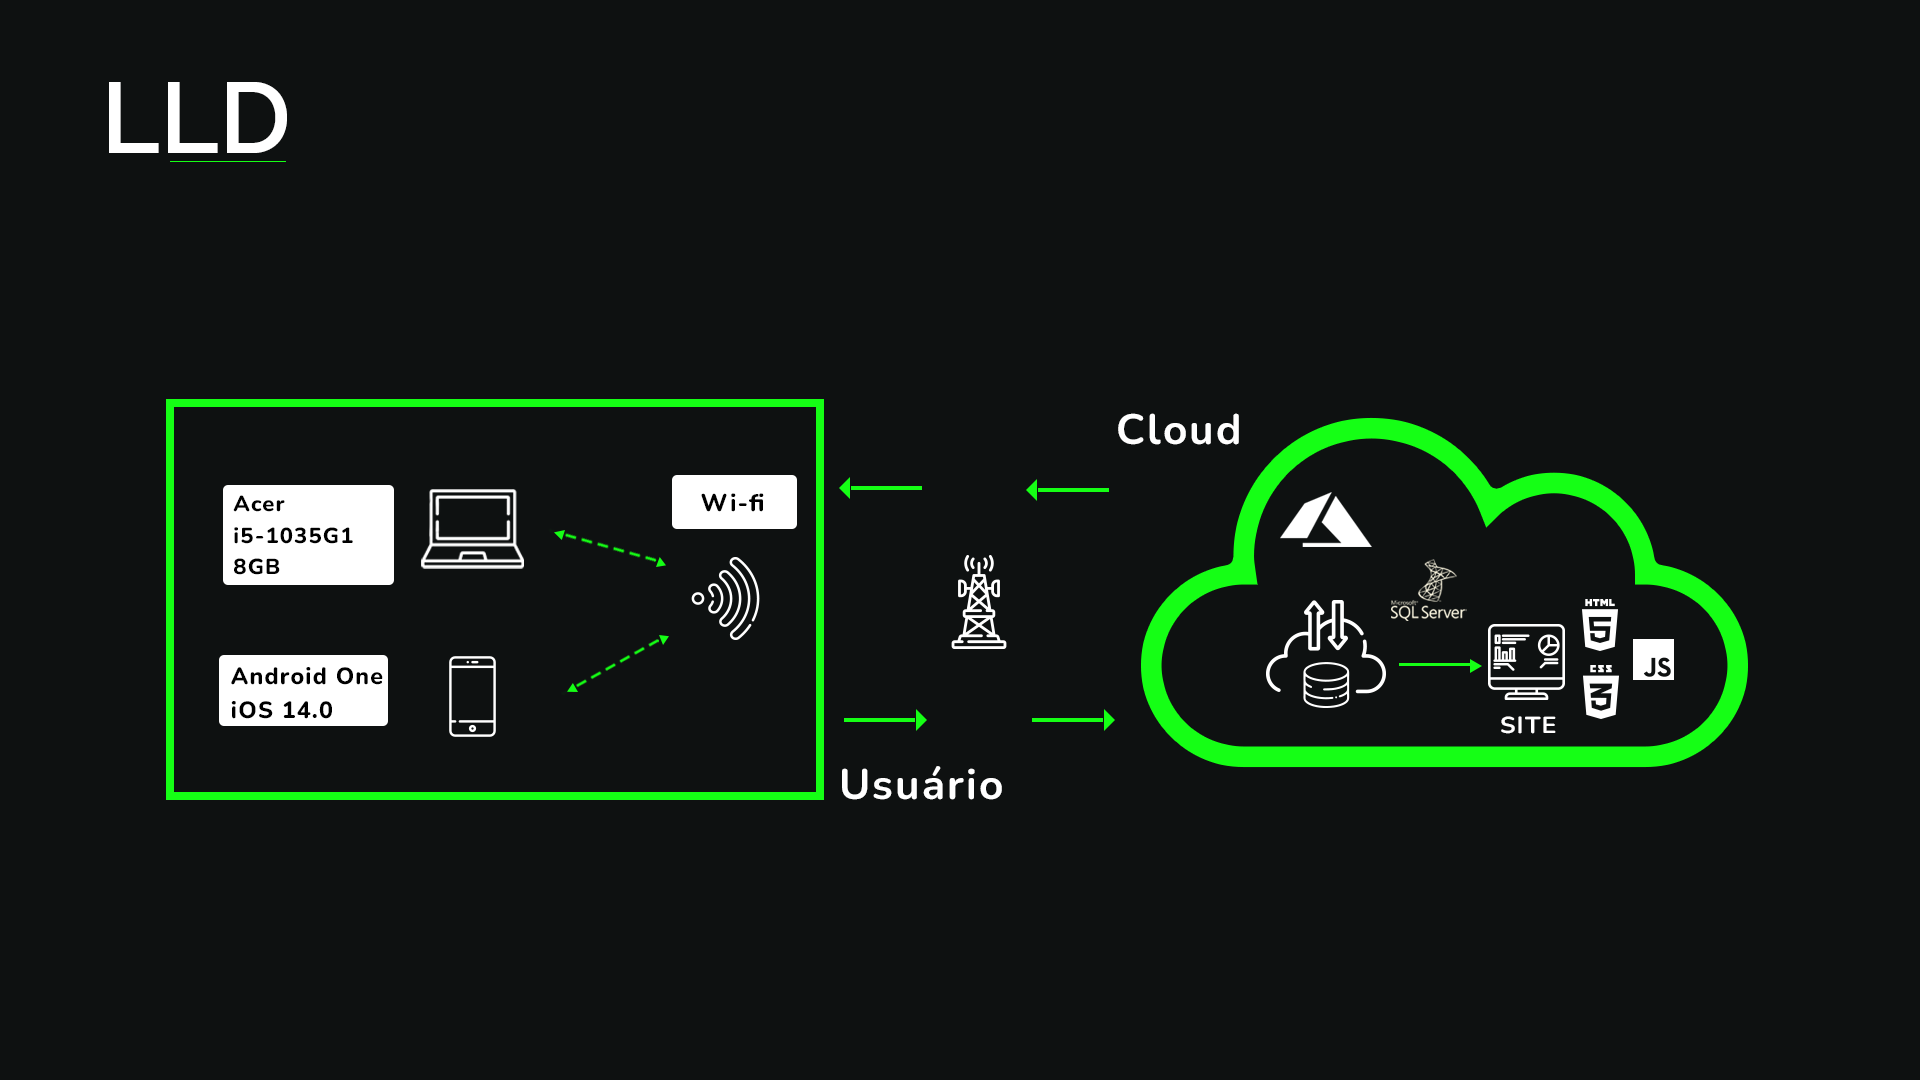 LLD
Cloud
Acer
i5-1035G1
8GB
Wi-fi
Android One
iOS 14.0
Usuário
Microsoft
SQL Server
HTML
5
CSS
3
JS
SITE